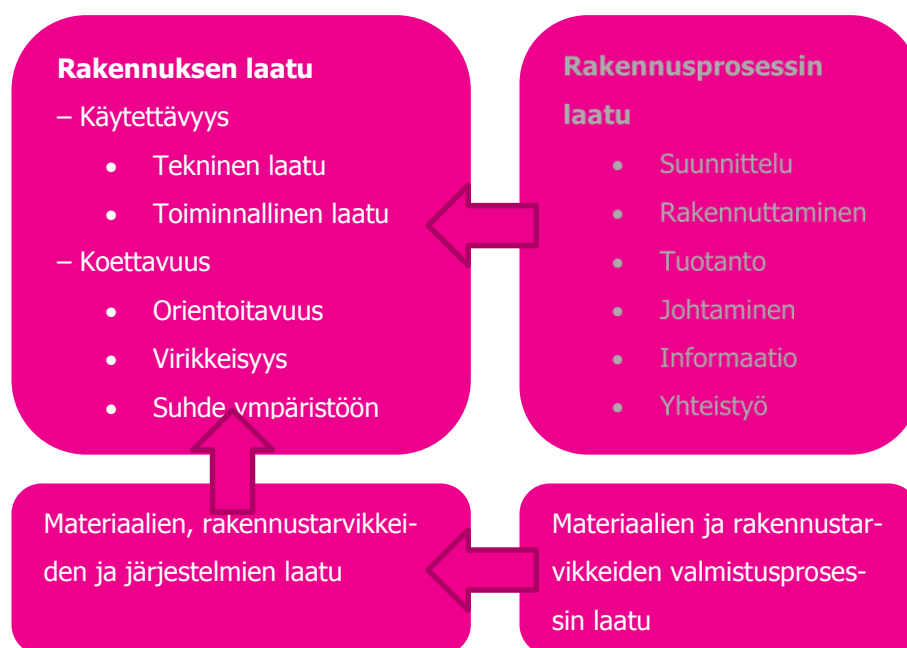 Rakennuksen laatu
– Käytettävyys
• Tekninen laatu
• Toiminnallinen laatu
– Koettavuus
• Orientoitavuus
• Virikkeisyys
• Suhde ympäristöön
Rakennusprosessin
laatu
• Suunnittelu
• Rakennuttaminen
• Tuotanto
• Johtaminen
• Informaatio
• Yhteistyö
Materiaalien, rakennustarvikkei-
den ja järjestelmien laatu
Materiaalien ja rakennustar-
vikkeiden valmistusproses-
sin laatu